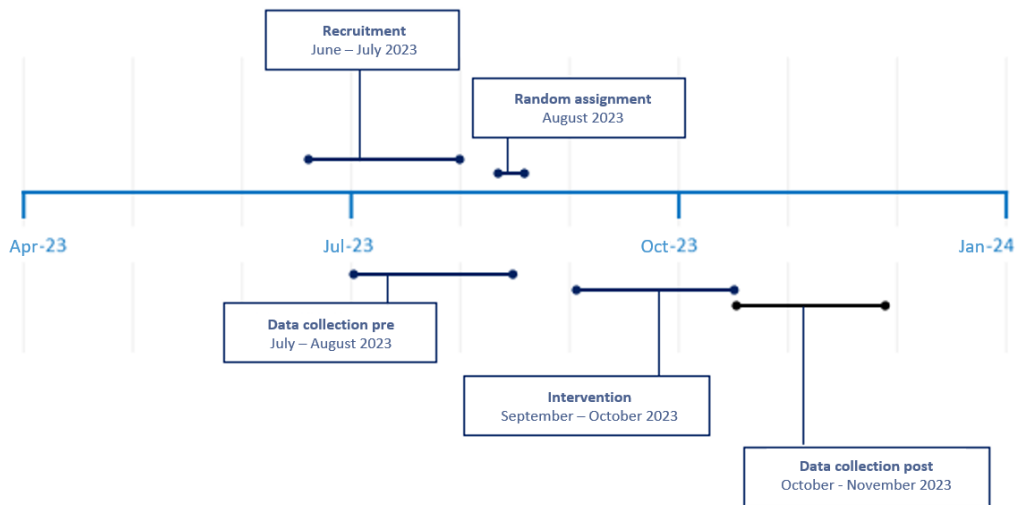 Recruitment
June – July 2023
Random assignment
August 2023
Apr-23
Jul-23
Oct-23
Jan-24
Data collection pre
July – August 2023
Intervention
September – October 2023
Data collection post
October - November 2023